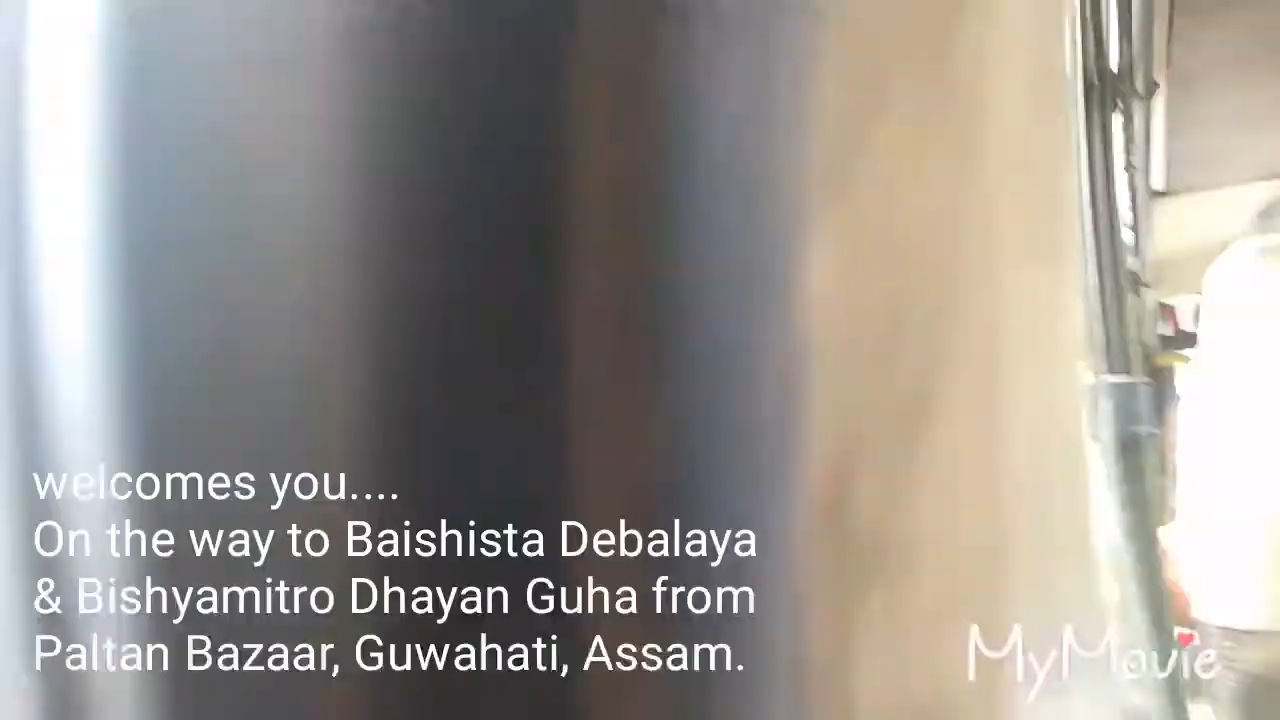 welcomes you....
On the way to Baishista Debalaya
& Bishyamitro Dhayan Guha from
Paltan Bazaar, Guwahati, Assam.
MyMovie